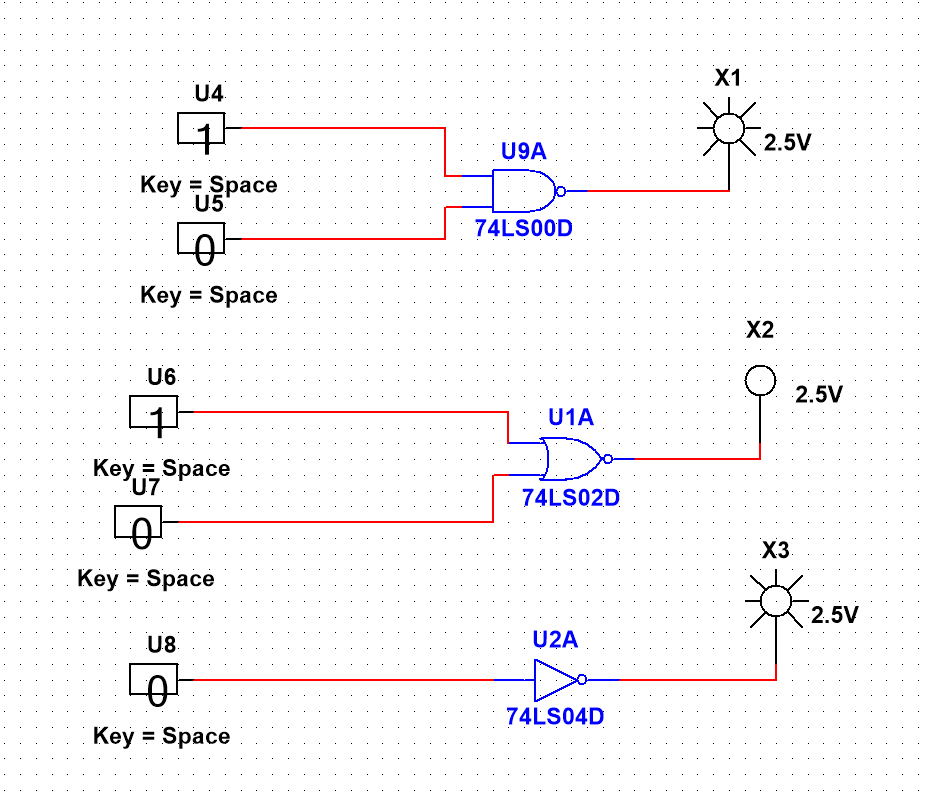 X1
U4
1
2.5V
U9A
Key = Space
U5
74LS00D
0
Key = Space
X2
U6
2.5V
1
U1A
Key = Space
U7
74LS02D
0
X3
Key = Space
2.5V
U8
U2A
0
74LS04D
Key = Space